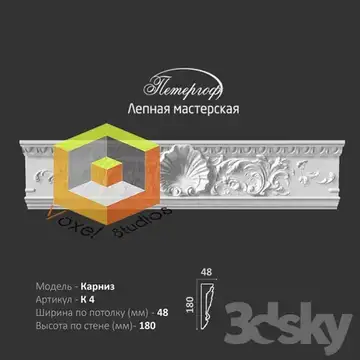 Петергоф
Лепная мастерская
Voxel Studios
Модель - Карниз
Артикул - К 4
Ширина по потолку (мм) - 48
Высота по стене (мм)- 180
48
180
3dsky